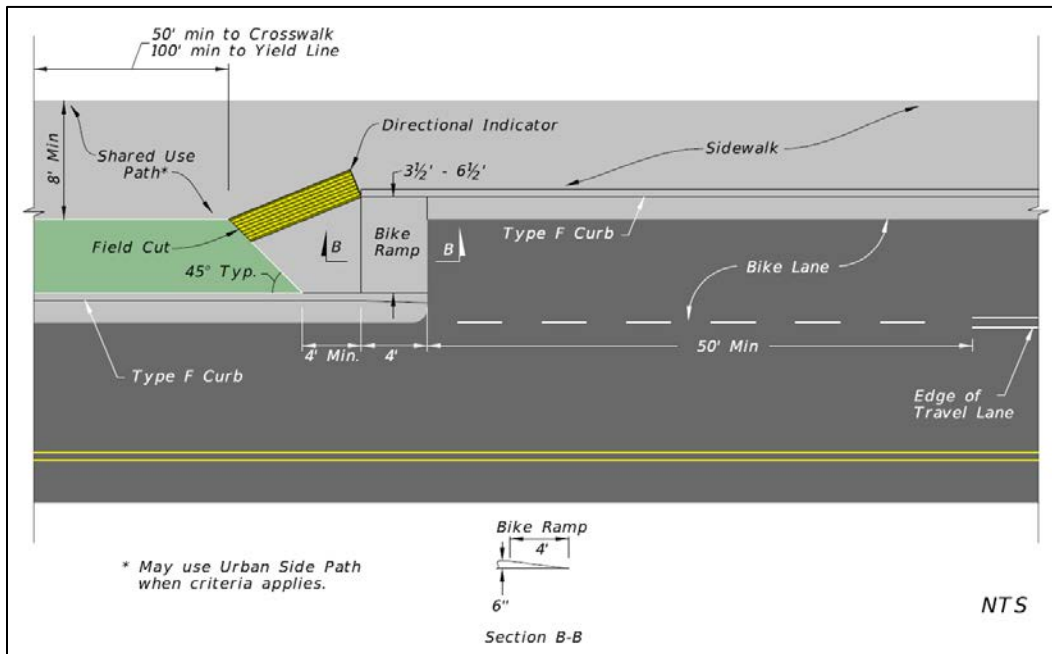 50' min to Crosswalk
100' min to Yield Line
Directional Indicator
8' Min
Shared Use
Path*
3½' - 6½'
Sidewalk
Field Cut
B
Bike
Ramp
B
Type F Curb
Bike Lane
45° Typ.
4' Min.
4'
50' Min
Type F Curb
Edge of
Travel Lane
Bike Ramp
4'
* May use Urban Side Path
when criteria applies.
6"
NTS
Section B-B